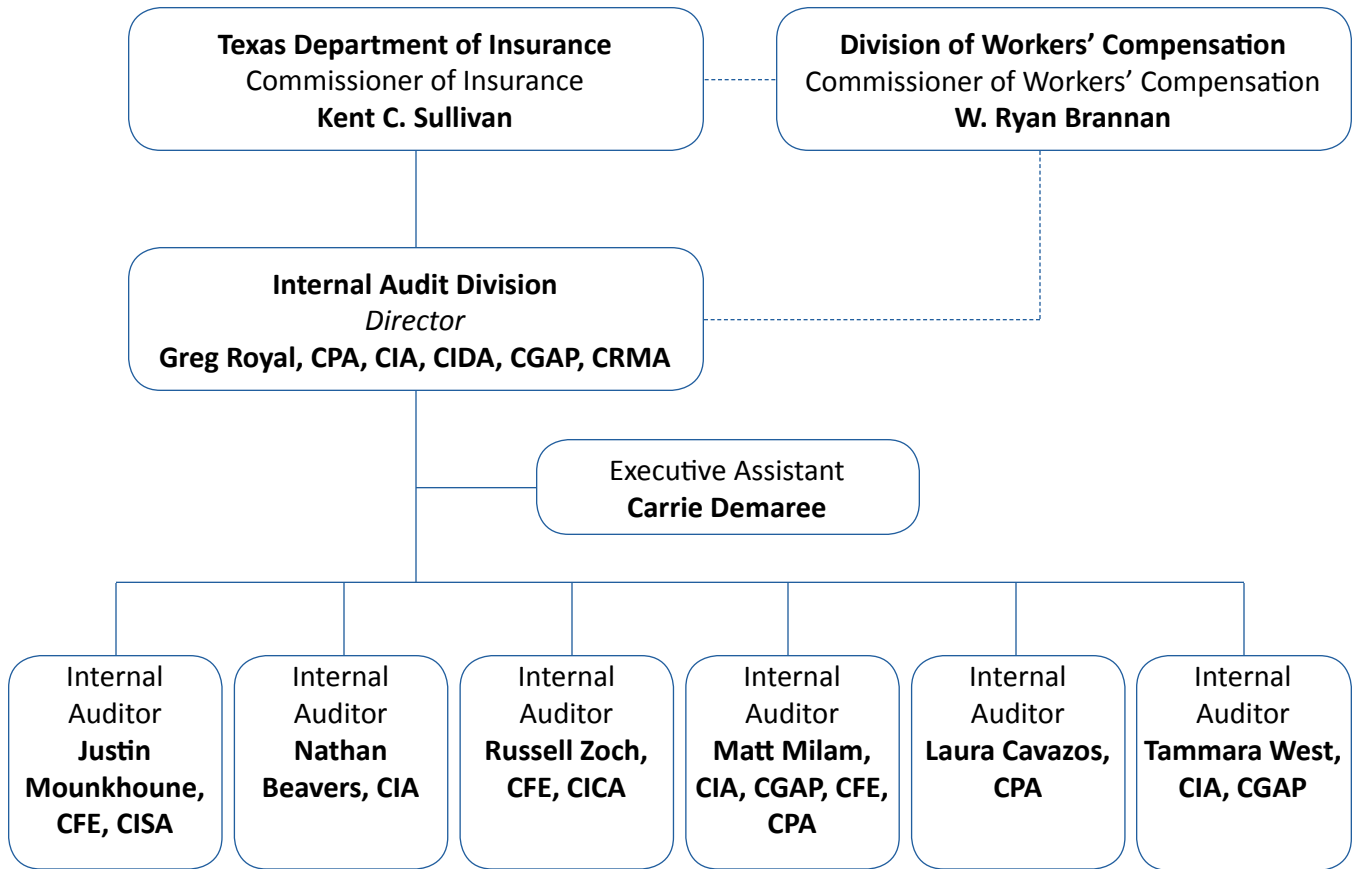 Texas Department of Insurance
Commissioner of Insurance
Kent C. Sullivan
Division of Workers’ Compensation
Commissioner of Workers’ Compensation
W. Ryan Brannan
Internal Audit Division
Director
Greg Royal, CPA, CIA, CIDA, CGAP, CRMA
Executive Assistant
Carrie Demaree
Internal
Auditor
Justin
Mounkhoune,
CFE, CISA
Internal
Auditor
Nathan
Beavers, CIA
Internal
Auditor
Russell Zoch,
CFE, CICA
Internal
Auditor
Matt Milam,
CIA, CGAP, CFE,
CPA
Internal
Auditor
Laura Cavazos,
CPA
Internal
Auditor
Tammara West,
CIA, CGAP